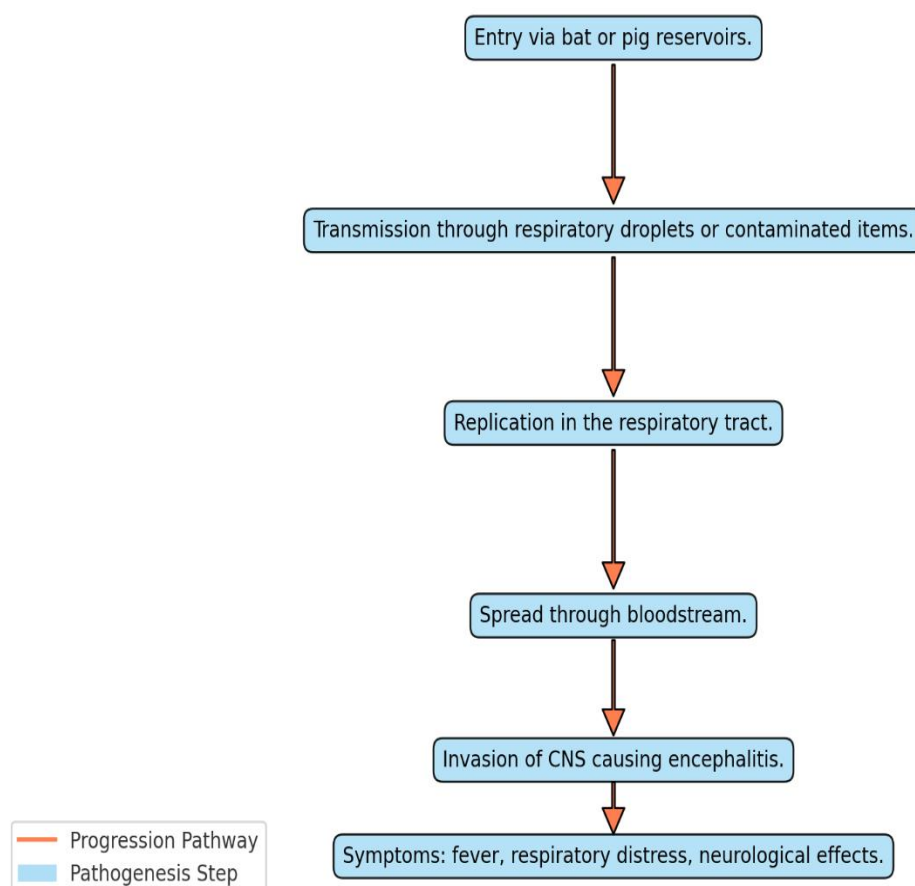 Entry via bat or pig reservoirs.
Transmission through respiratory droplets or contaminated items.
Replication in the respiratory tract.
Spread through bloodstream.
Invasion of CNS causing encephalitis.
Symptoms: fever, respiratory distress, neurological effects.
Progression Pathway
Pathogenesis Step